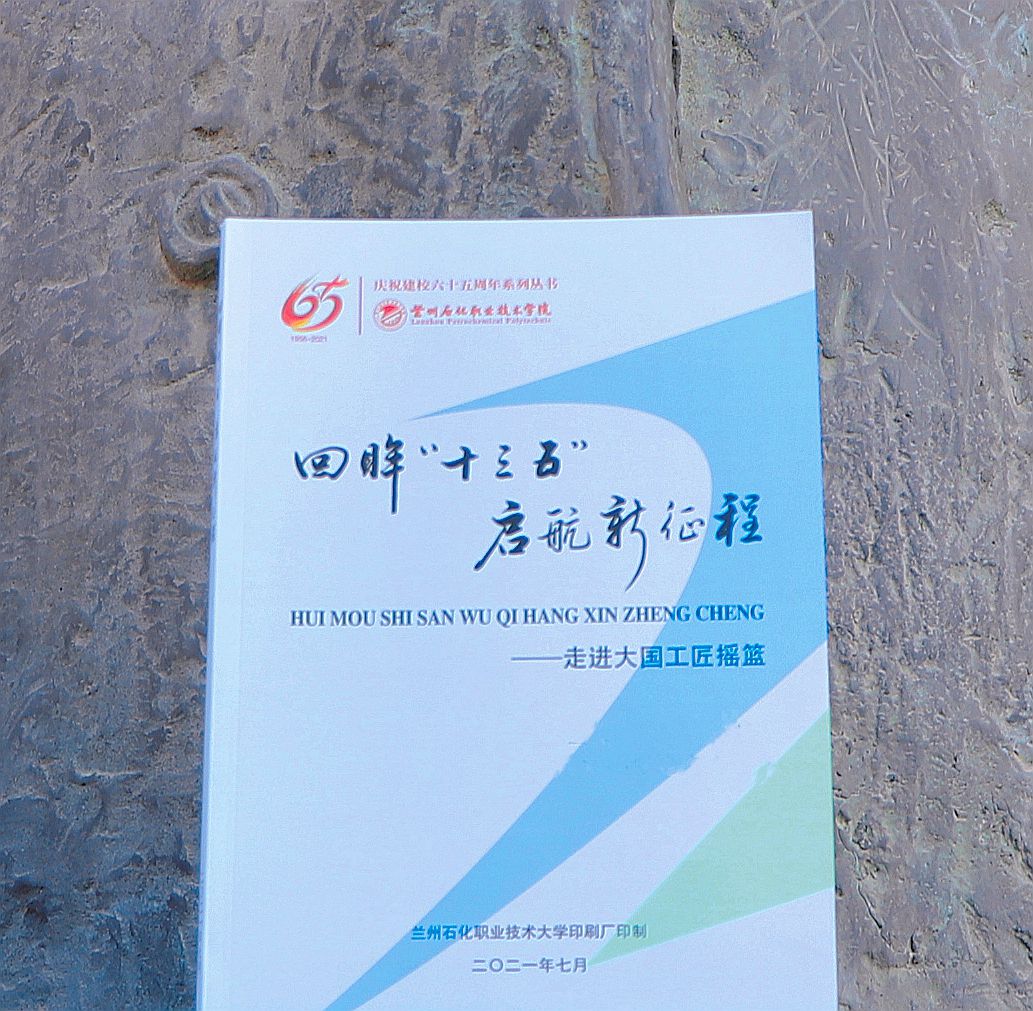 65
1956-2021
庆祝建校六十五周年系列丛书
兰州石化职业技术学院
Lanzhou Petrochemical Polytechnic
回眸“十三五”
启航新征程
HUI MOU SHI SAN WU QI HANG XIN ZHENG CHENG
——走进大国工匠摇篮
兰州石化职业技术大学印刷厂印制
二〇二一年七月